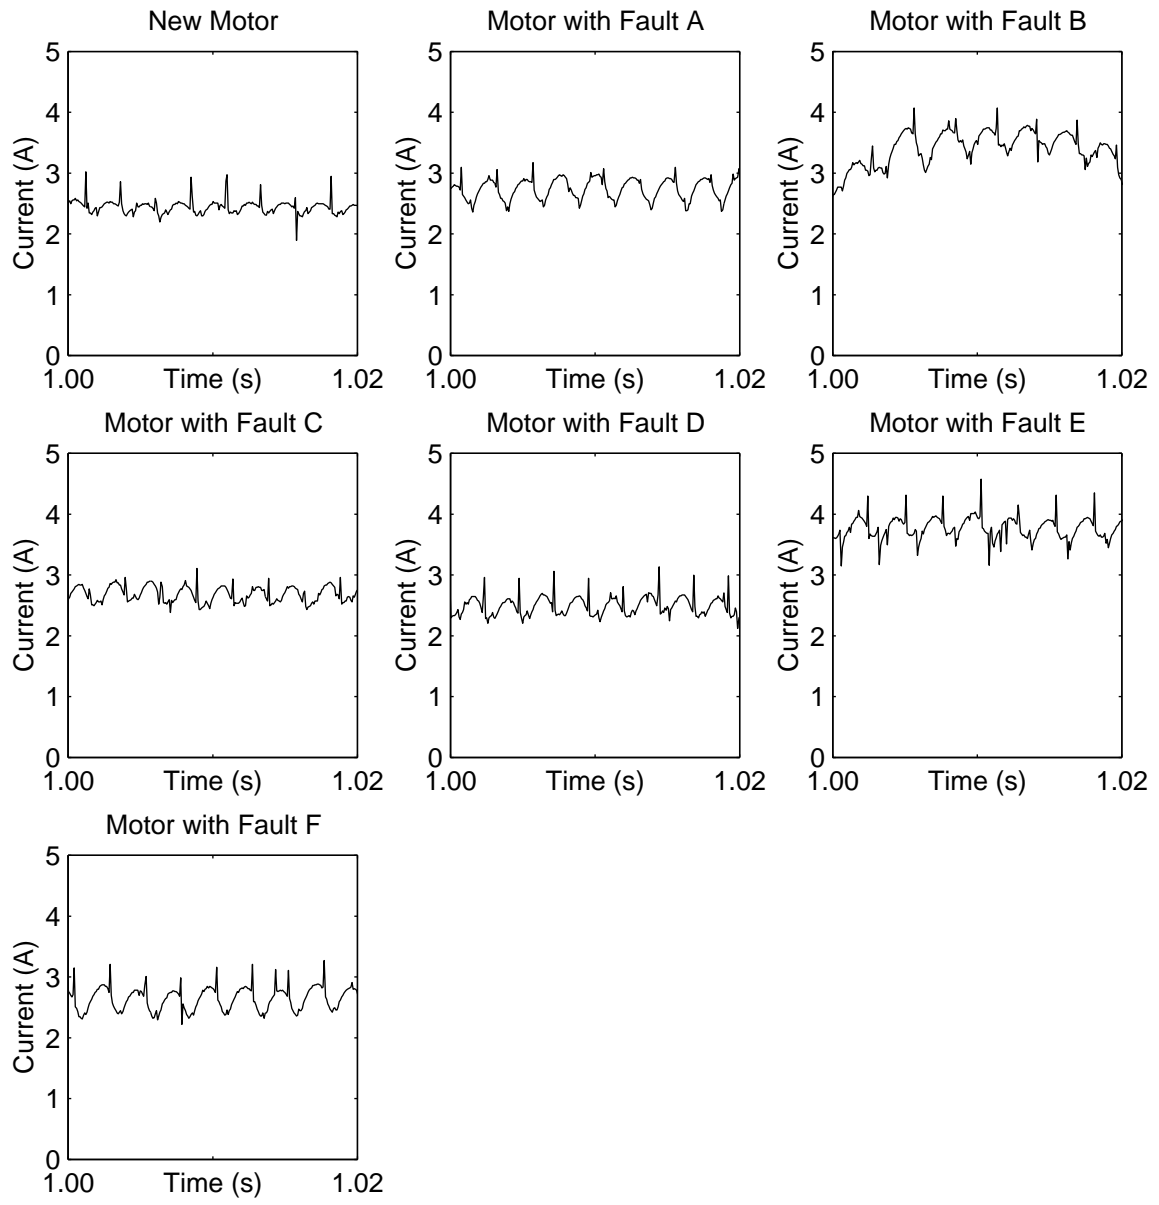 New Motor
5
4
3
2
1
0
Current (A)
1.00 Time (s) 1.02
Motor with Fault A
5
4
3
2
1
0
Current (A)
1.00 Time (s) 1.02
Motor with Fault B
5
4
3
2
1
0
Current (A)
1.00 Time (s) 1.02
Motor with Fault C
5
4
3
2
1
0
Current (A)
1.00 Time (s) 1.02
Motor with Fault D
5
4
3
2
1
0
Current (A)
1.00 Time (s) 1.02
Motor with Fault E
5
4
3
2
1
0
Current (A)
1.00 Time (s) 1.02
Motor with Fault F
5
4
3
2
1
0
Current (A)
1.00 Time (s) 1.02